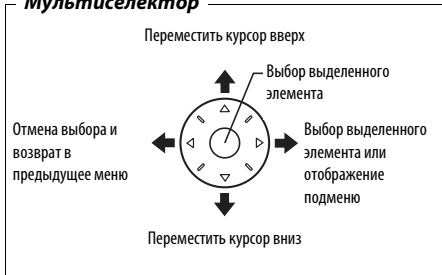 Мультиселектор
Переместить курсор вверх
Выбор выделенного
элемента
Отмена выбора и
возврат в
предыдущее меню
Выбор выделенного
элемента или
отображение
подменю
Переместить курсор вниз